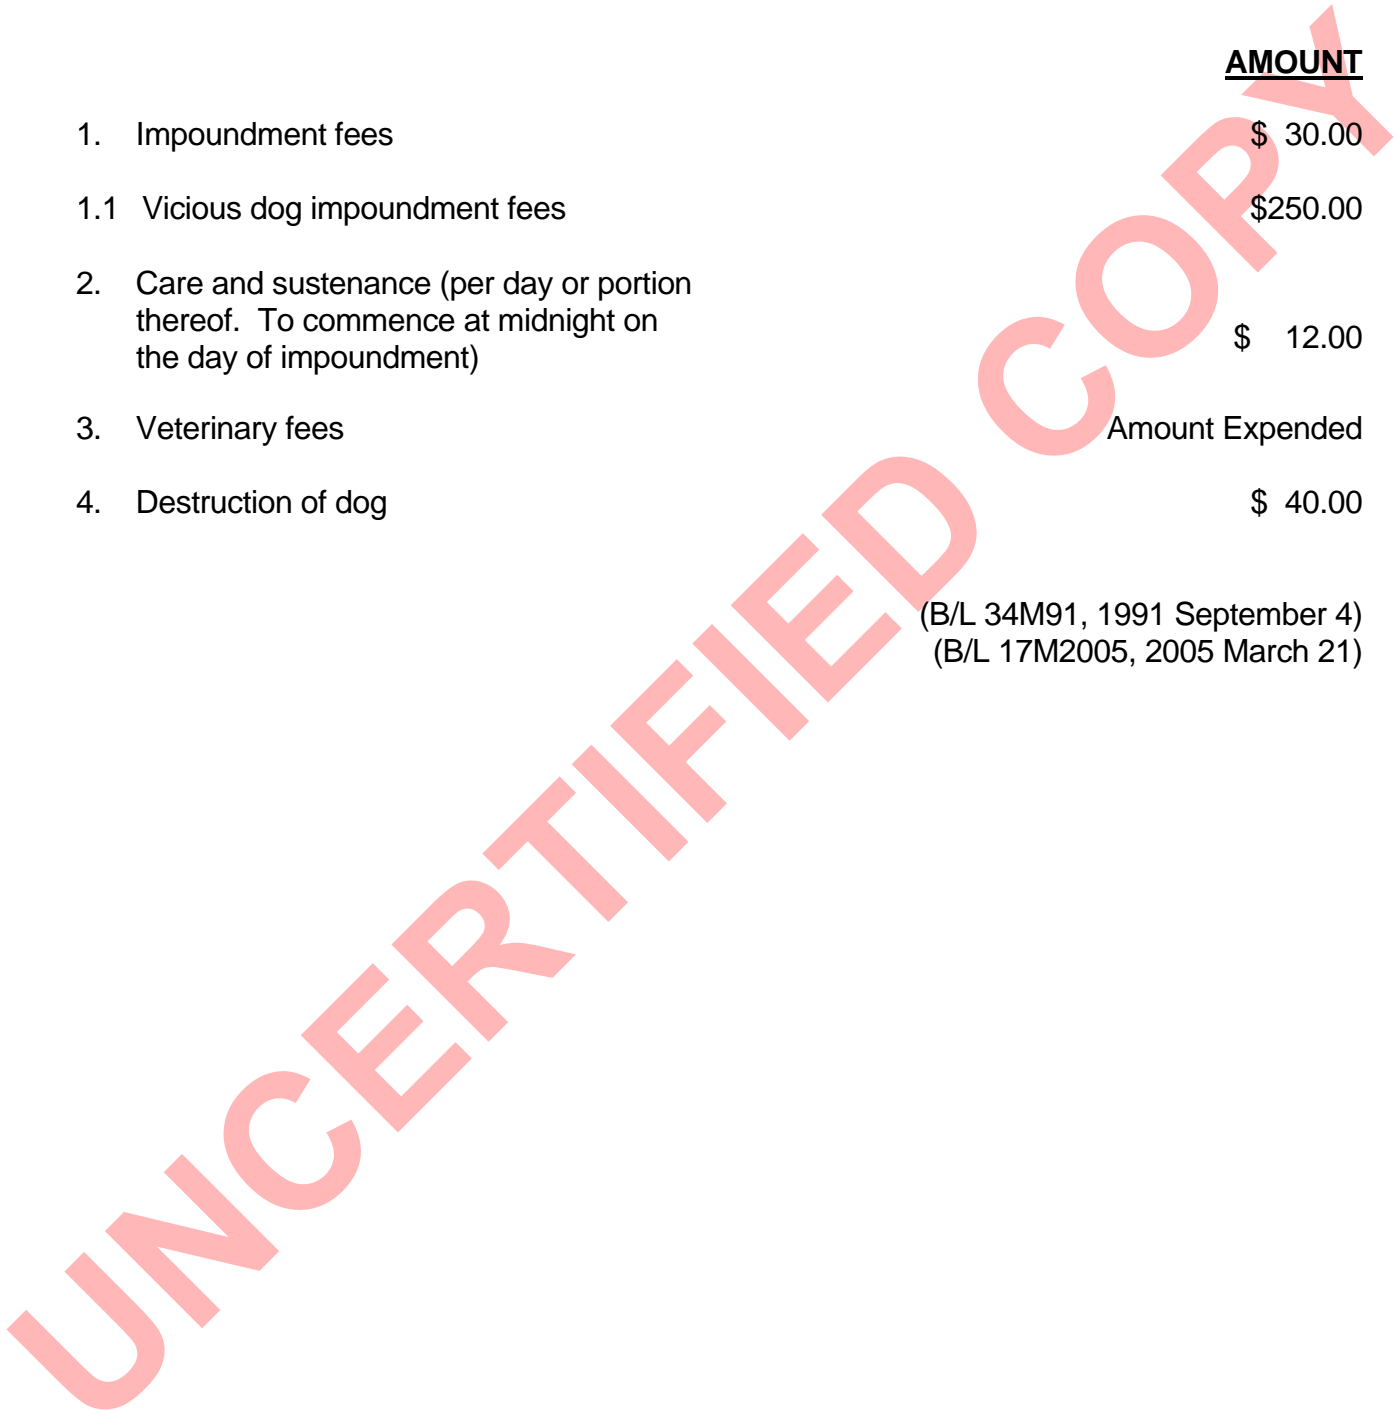 AMOUNT
1. Impoundment fees $ 30.00
1.1 Vicious dog impoundment fees $250.00
2. Care and sustenance (per day or portion
thereof. To commence at midnight on
the day of impoundment) $ 12.00
3. Veterinary fees Amount Expended
4. Destruction of dog $ 40.00
(B/L 34M91, 1991 September 4)
(B/L 17M2005, 2005 March 21)
UNCERTIFIED COPY